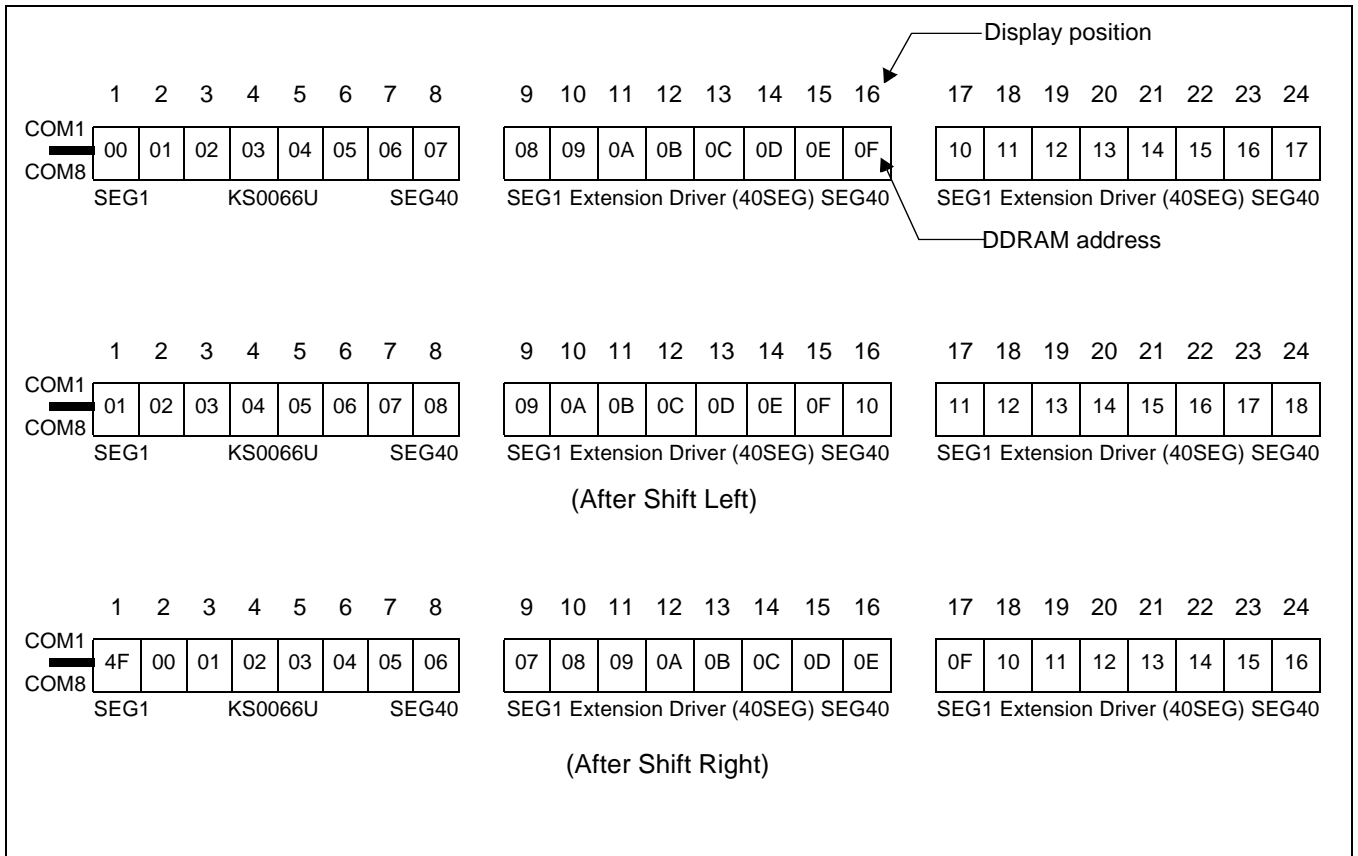 Display position
1 2 3 4 5 6 7 8 9 10 11 12 13 14 15 16 17 18 19 20 21 22 23 24
COM1
00 01 02 03 04 05 06 07 08 09 0A 0B 0C 0D 0E 0F 10 11 12 13 14 15 16 17
COM8
SEG1 KS0066U SEG40 SEG1 Extension Driver (40SEG) SEG40 SEG1 Extension Driver (40SEG) SEG40
DDRAM address
1 2 3 4 5 6 7 8 9 10 11 12 13 14 15 16 17 18 19 20 21 22 23 24
COM1
01 02 03 04 05 06 07 08 09 0A 0B 0C 0D 0E 0F 10 11 12 13 14 15 16 17 18
COM8
SEG1 KS0066U SEG40 SEG1 Extension Driver (40SEG) SEG40 SEG1 Extension Driver (40SEG) SEG40
(After Shift Left)
1 2 3 4 5 6 7 8 9 10 11 12 13 14 15 16 17 18 19 20 21 22 23 24
COM1
4F 00 01 02 03 04 05 06 07 08 09 0A 0B 0C 0D 0E 0F 10 11 12 13 14 15 16
COM8
SEG1 KS0066U SEG40 SEG1 Extension Driver (40SEG) SEG40 SEG1 Extension Driver (40SEG) SEG40
(After Shift Right)